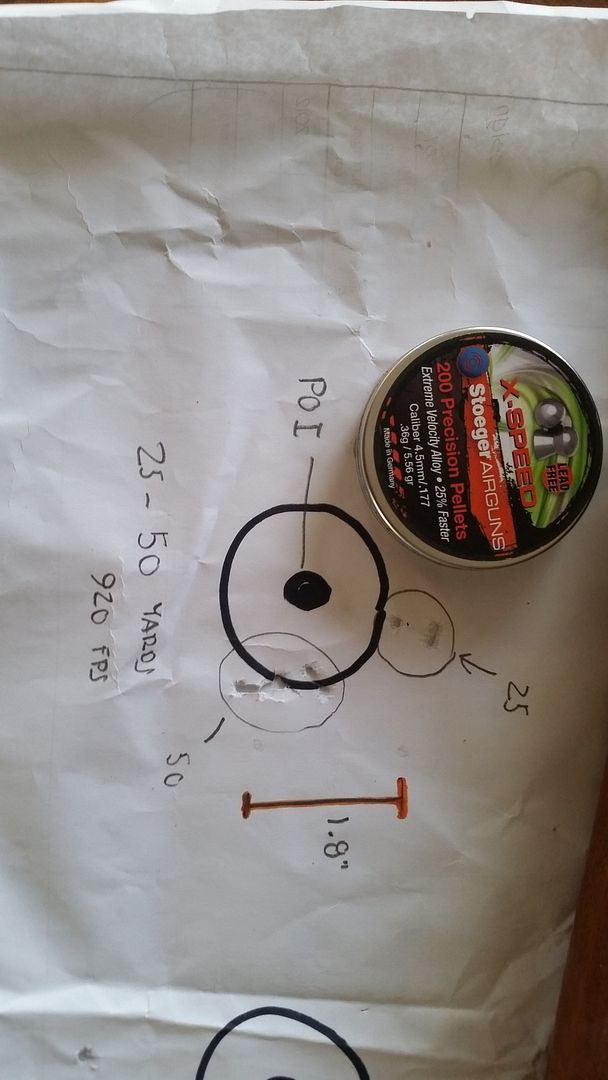 LEAD
FREE
X-SPEED
Stoeger AIRGUNS
200 Precision Pellets
Extreme Velocity Alloy • 25% Faster
Caliber 4.5mm/.177
.36g / 5.56 gr
Made in Germany
25
POI
1.8"
50
25 - 50 YARDS
920 FPS